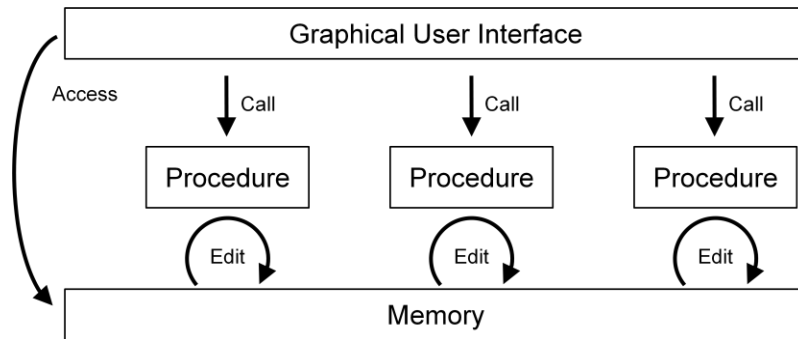 Graphical User Interface
Access
Call Call Call
Procedure Procedure Procedure
Edit Edit Edit
Memory